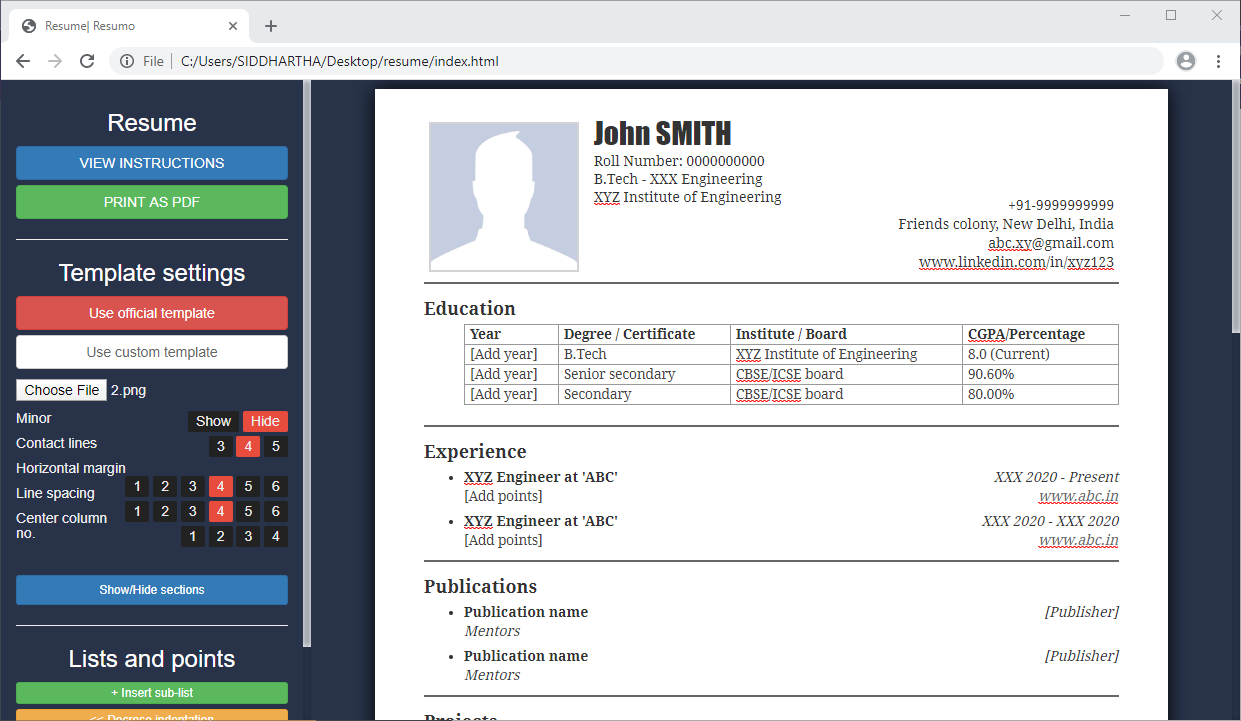 Resume| Resumo
File C:/Users/SIDDHARTHA/Desktop/resume/index.html
Resume
VIEW INSTRUCTIONS
PRINT AS PDF
Template settings
Use official template
Use custom template
Choose File 2.png
Minor Show Hide
Contact lines 3 4 5
Horizontal margin
1 2 3 4 5 6
Line spacing
1 2 3 4 5 6
Center column
no.
1 2 3 4
Show/Hide sections
Lists and points
+ Insert sub-list
<< Decrese indentation
John SMITH
Roll Number: 0000000000
B.Tech - XXX Engineering
XYZ Institute of Engineering
+91-9999999999
Friends colony, New Delhi, India
abc.xy@gmail.com
www.linkedin.com/in/xyz123
Education
Year Degree / Certificate Institute / Board CGPA/Percentage
[Add year] B.Tech XYZ Institute of Engineering 8.0 (Current)
[Add year] Senior secondary CBSE/ICSE board 90.60%
[Add year] Secondary CBSE/ICSE board 80.00%
Experience
• XYZ Engineer at 'ABC' XXX 2020 - Present
[Add points] www.abc.in
• XYZ Engineer at 'ABC' XXX 2020 - XXX 2020
[Add points] www.abc.in
Publications
• Publication name [Publisher]
Mentors
• Publication name [Publisher]
Mentors
Projects